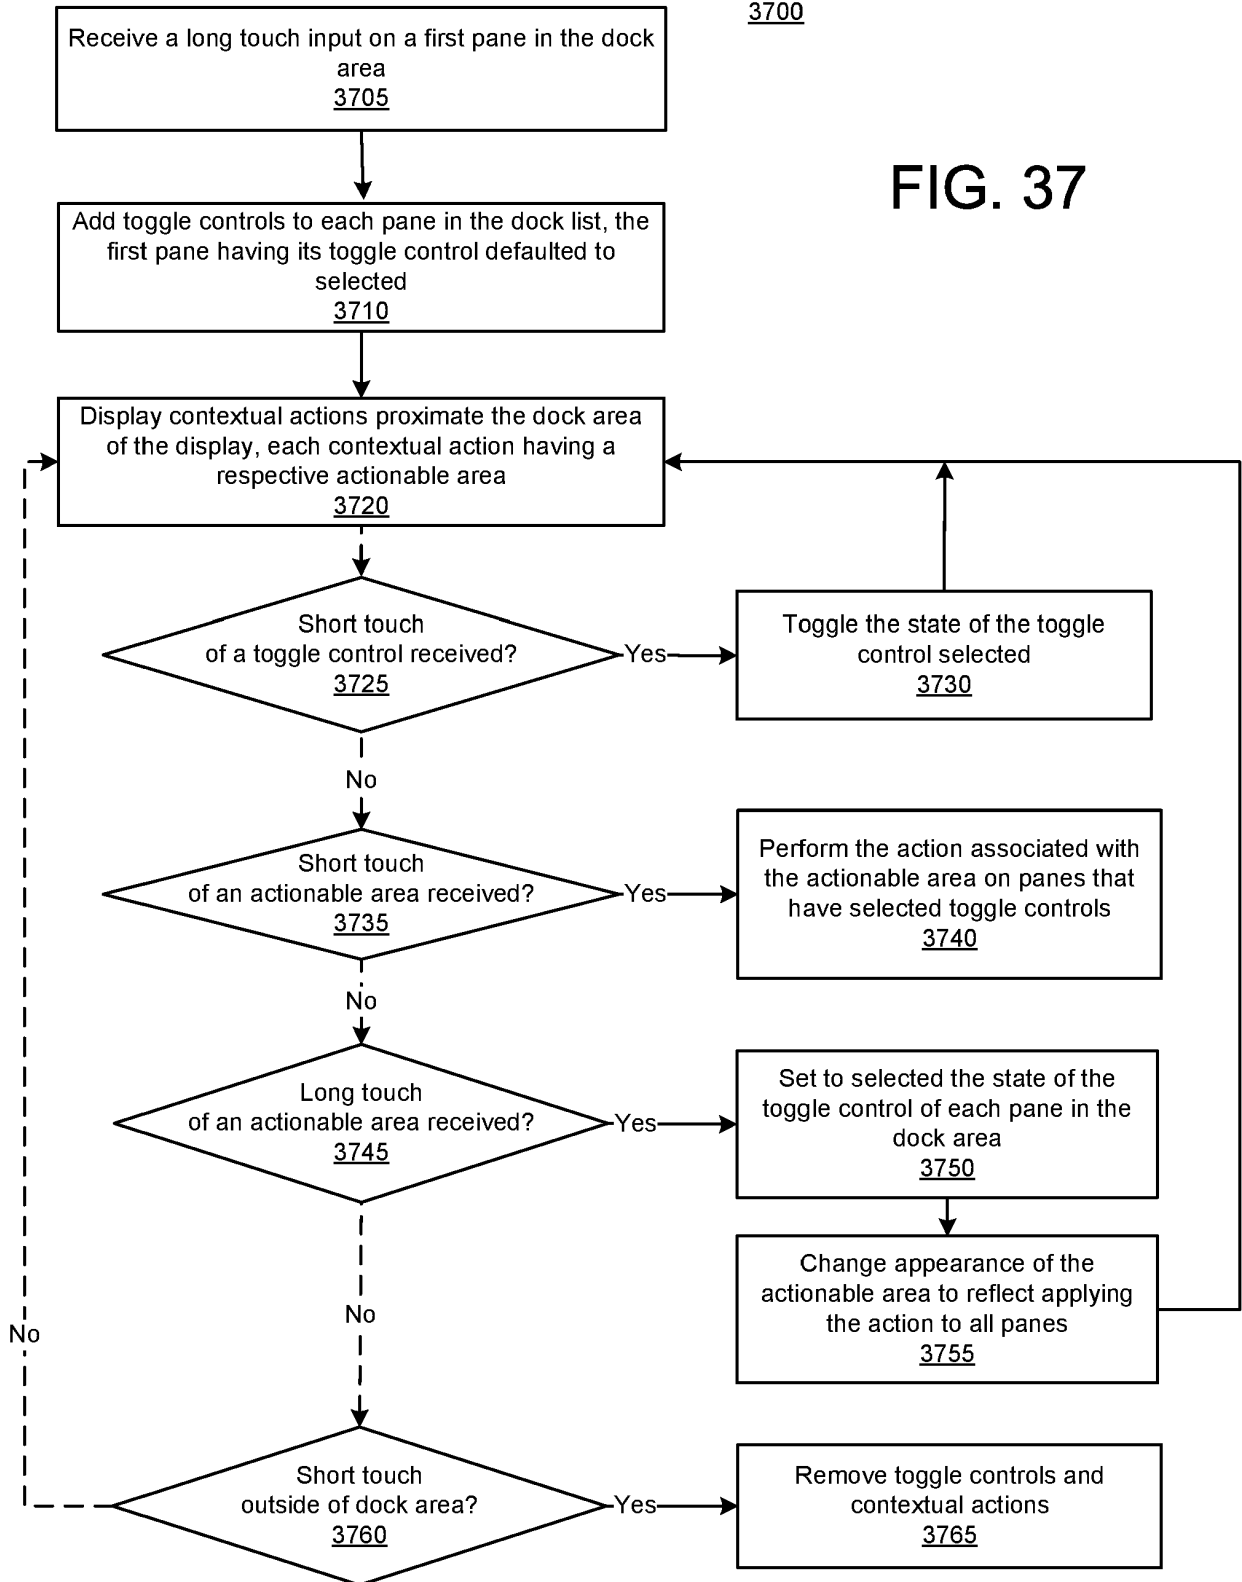 3700
Receive a long touch input on a first pane in the dock
area
3705
FIG. 37
Add toggle controls to each pane in the dock list, the
first pane having its toggle control defaulted to
selected
3710
Display contextual actions proximate the dock area
of the display, each contextual action having a
respective actionable area
3720
Short touch
of a toggle control received?
3725
Yes
Toggle the state of the toggle
control selected
3730
No
Short touch
of an actionable area received?
3735
Yes
Perform the action associated with
the actionable area on panes that
have selected toggle controls
3740
No
Long touch
of an actionable area received?
3745
Yes
Set to selected the state of the
toggle control of each pane in the
dock area
3750
Change appearance of the
actionable area to reflect applying
the action to all panes
3755
No
No
Short touch
outside of dock area?
3760
Yes
Remove toggle controls and
contextual actions
3765